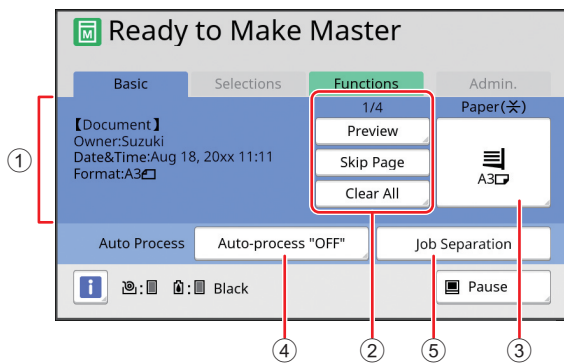 Ready to Make Master
Basic
Selections
Functions
Admin.
1/4
Paper
【Document】
Owner:Suzuki
Date&Time:Aug 18, 20xx 11:11
Format:A3
Preview
Skip Page
Clear All
A3
Auto Process
Auto-process "OFF"
Job Separation
i
:
:
Black
Pause
①
④
②
⑤
③